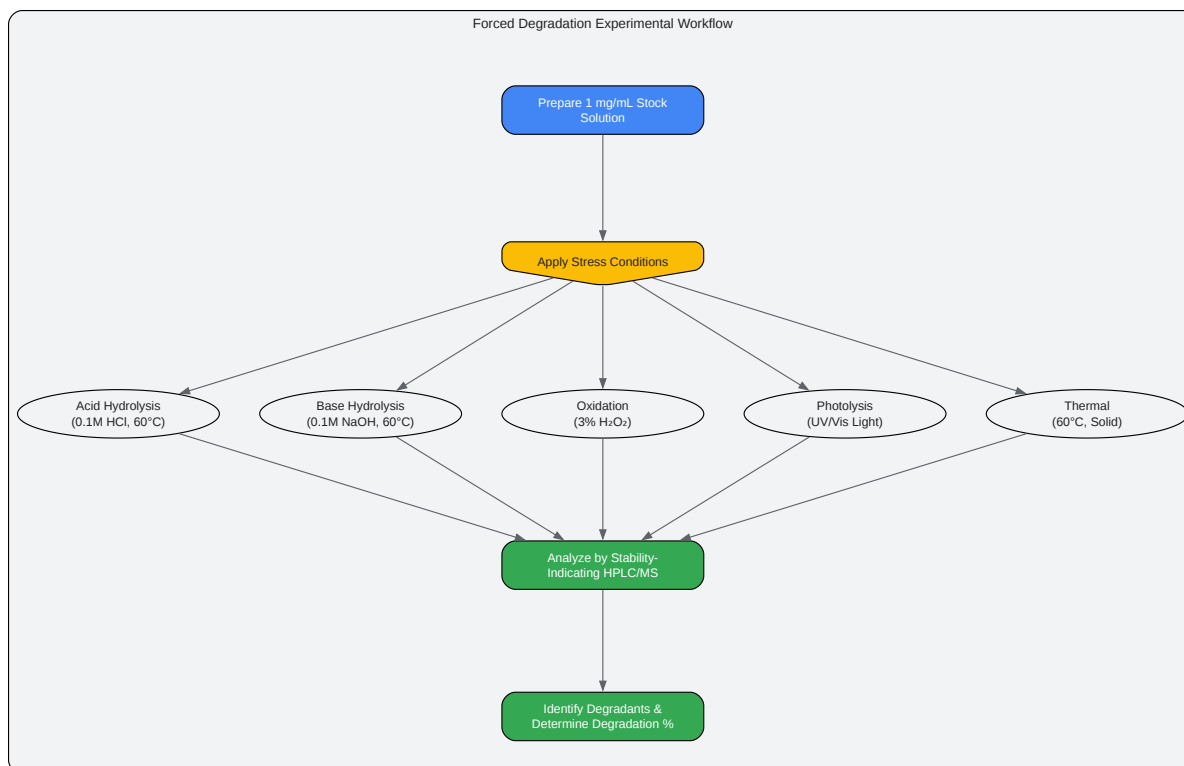 Forced Degradation Experimental Workflow
Prepare 1 mg/mL Stock
Solution
Apply Stress Conditions
Acid Hydrolysis
(0.1M HCl, 60°C)
Base Hydrolysis
(0.1M NaOH, 60°C)
Oxidation
(3% H₂O₂)
Photolysis
(UV/Vis Light)
Thermal
(60°C, Solid)
Analyze by Stability-
Indicating HPLC/MS
Identify Degradants &
Determine Degradation %